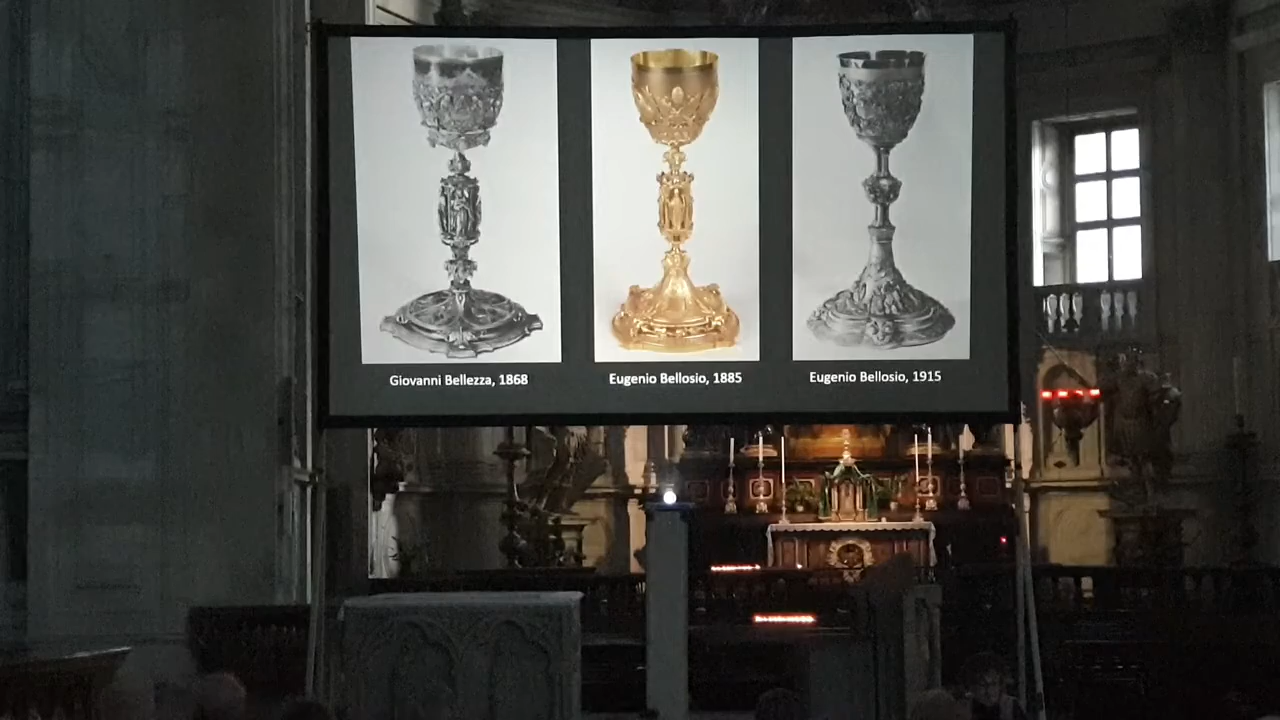 Giovanni Bellezza, 1868
Eugenio Bellosio, 1885
Eugenio Bellosio, 1915